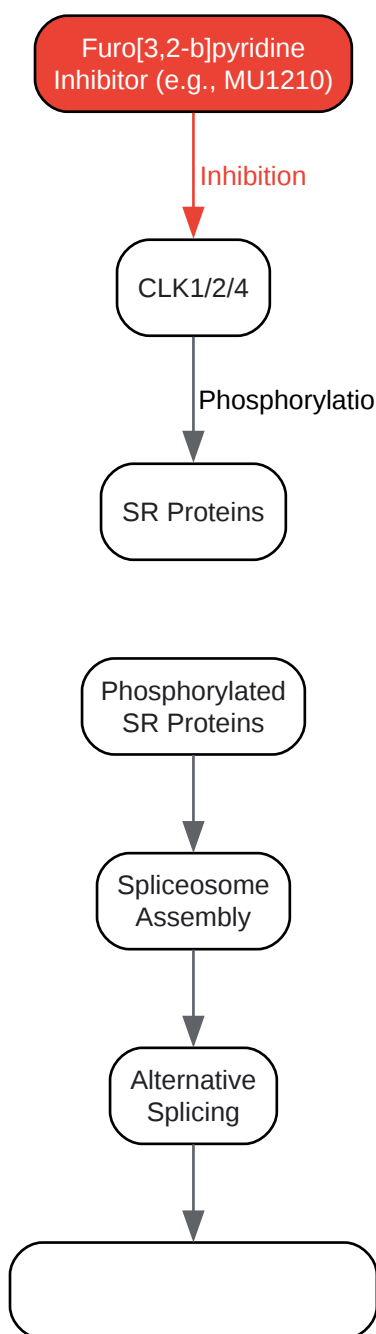 Furo[3,2-b]pyridine
Inhibitor (e.g., MU1210)
Inhibition
CLK1/2/4
Phosphorylatio
SR Proteins
Phosphorylated
SR Proteins
Spliceosome
Assembly
Alternative
Splicing